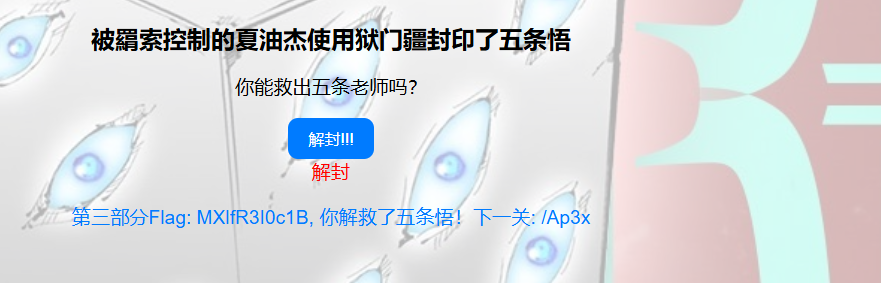 被羂索控制的夏油杰使用狱门疆封印了五条悟
你能救出五条老师吗?
解封!!!
解封
第三部分Flag: MXlfR3I0c1B, 你解救了五条悟！下一关: /Ap3x